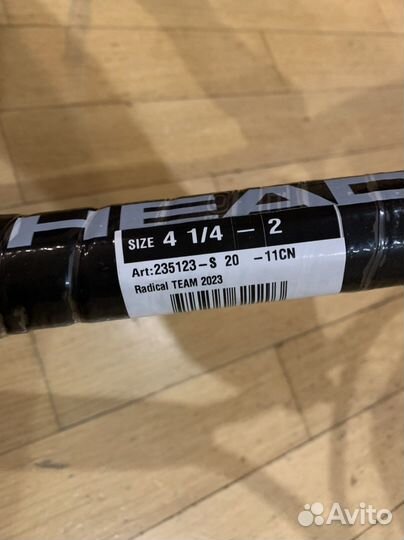 HEAD
SIZE 4 1/4 – 2
Art:235123-S 20 -11CN
Radical TEAM 2023
Avito